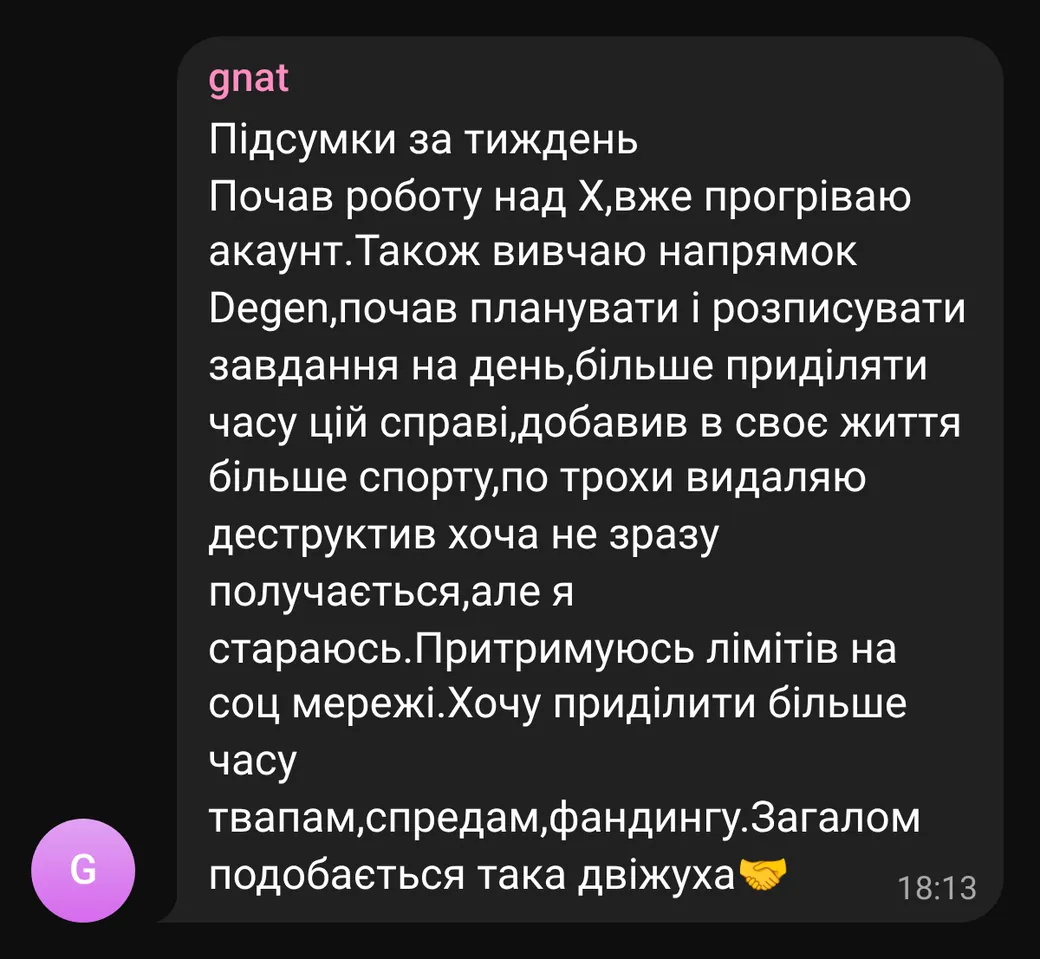 gnat
Підсумки за тиждень
Почав роботу над Х,вже прогріваю
акаунт.Також вивчаю напрямок
Degen,почав планувати і розписувати
завдання на день,більше приділяти
часу цій справі,добавив в своє життя
більше спорту,по трохи видаляю
деструктив хоча не зразу
получається,але я
стараюсь.Притримуюсь лімітів на
соц мережі.Хочу приділити більше
часу
твапам,спредам,фандингу.Загалом
подобається така двіжуха🤝
18:13
G